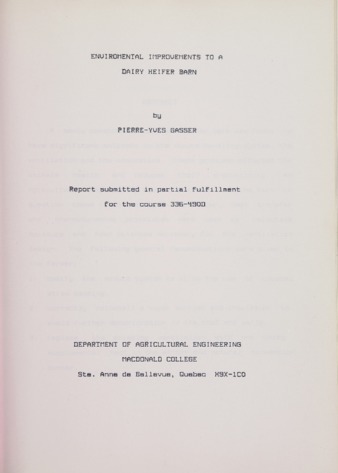 ENVIROMENTAL IMPROVEMENTS TO A
DAIRY HEIFER BARN
by
PIERRE-YVES GASSER
Report submitted in partial fulfillment
for the course 336-490D
DEPARTMENT OF AGRICULTURAL ENGINEERING
MACDONALD COLLEGE
Ste. Anne de Bellevue, Quebec H9X-1C0